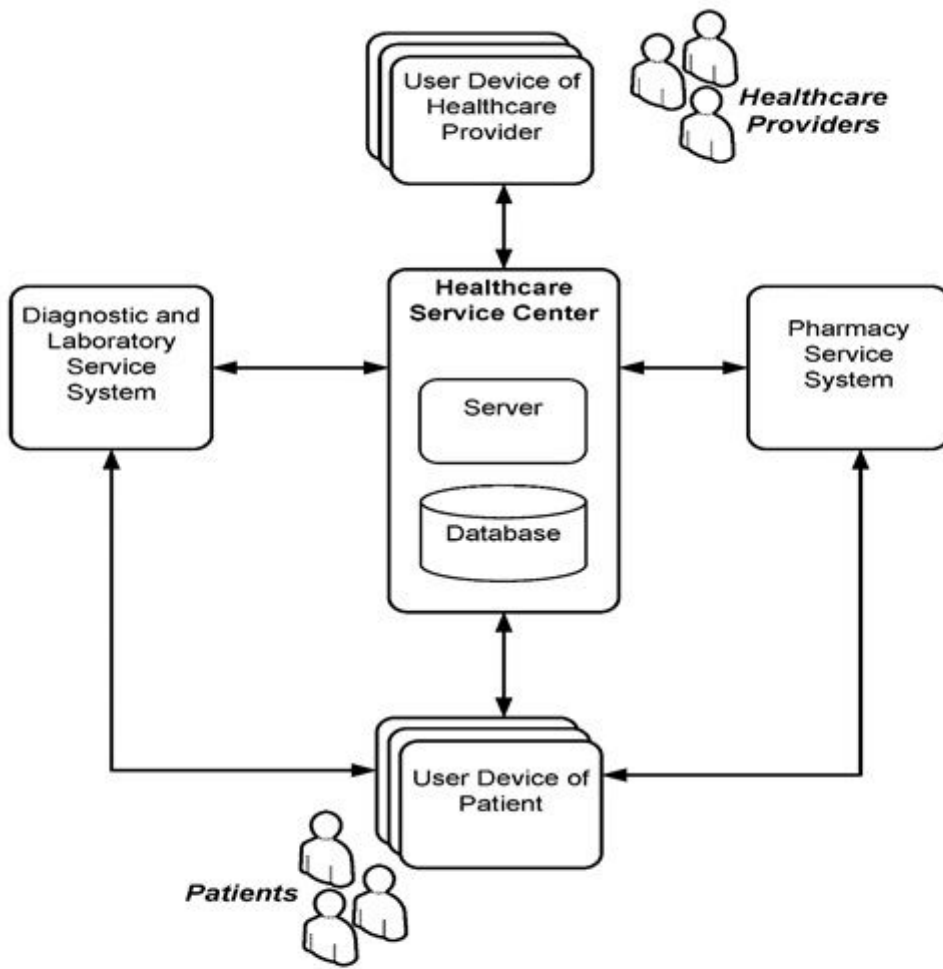 User Device of
Healthcare
Provider
Healthcare
Providers
Healthcare
Service Center
Diagnostic and
Laboratory
Service
System
Pharmacy
Service
System
Server
Database
User Device of
Patient
Patients